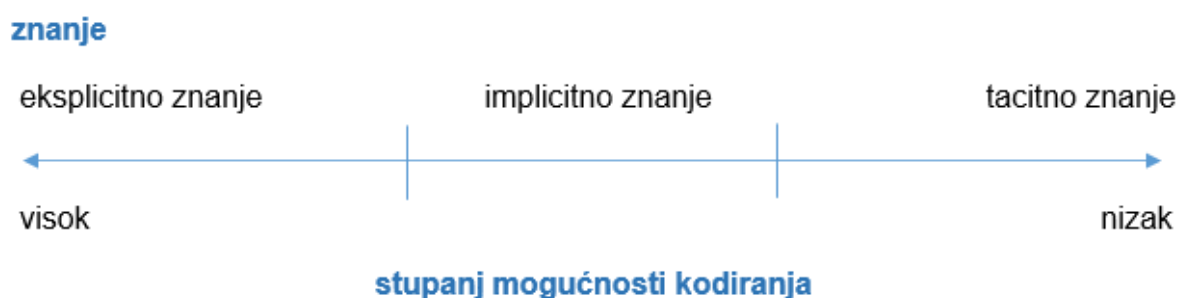 znanje
eksplicitno znanje implicitno znanje tacitno znanje
visok nizak
stupanj mogućnosti kodiranja